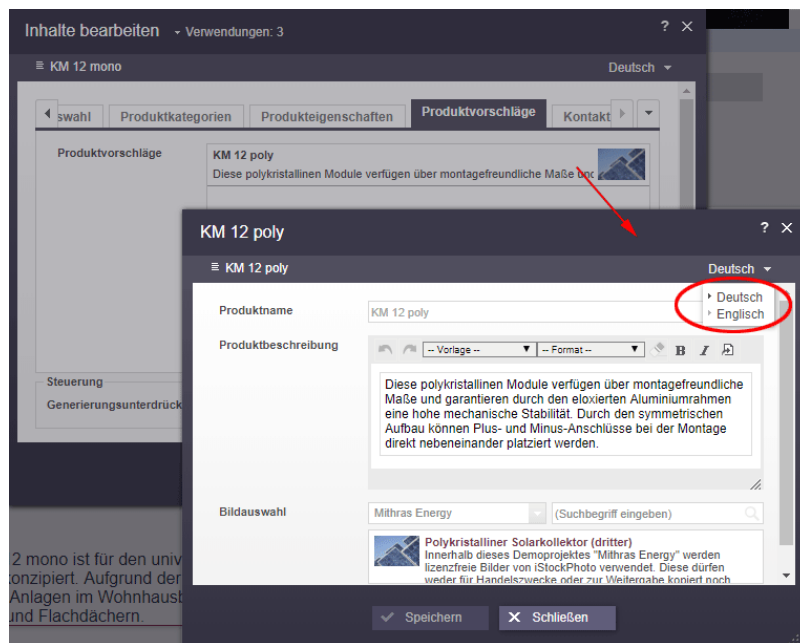 Inhalte bearbeiten Verwendungen: 3 ? ×
KM 12 mono Deutsch
swahl Produktkategorien Produkteigenschaften Produktvorschläge Kontakt
Produktvorschläge KM 12 poly
Diese polykristallinen Module verfügen über montagefreundliche Maße und
KM 12 poly ? ×
KM 12 poly Deutsch
Deutsch
Englisch
Produktname KM 12 poly
Produktbeschreibung -- Vorlage -- -- Format -- B I
Diese polykristallinen Module verfügen über montagefreundliche
Maße und garantieren durch den eloxierten Aluminiumrahmen
eine hohe mechanische Stabilität. Durch den symmetrischen
Aufbau können Plus- und Minus-Anschlüsse bei der Montage
direkt nebeneinander platziert werden.
Steuerung
Generierungsunterdrück
Bildauswahl Mithras Energy (Suchbegriff eingeben)
Polykristalliner Solarkollektor (dritter)
Innerhalb dieses Demoprojektes "Mithras Energy" werden
lizenzfreie Bilder von iStockPhoto verwendet. Diese dürfen
weder für Handelszwecke oder zur Weitergabe kopiert noch
Speichern X Schließen
2 mono ist für den univ
konzipiert. Aufgrund der
Anlagen im Wohnhausb
und Flachdächern.